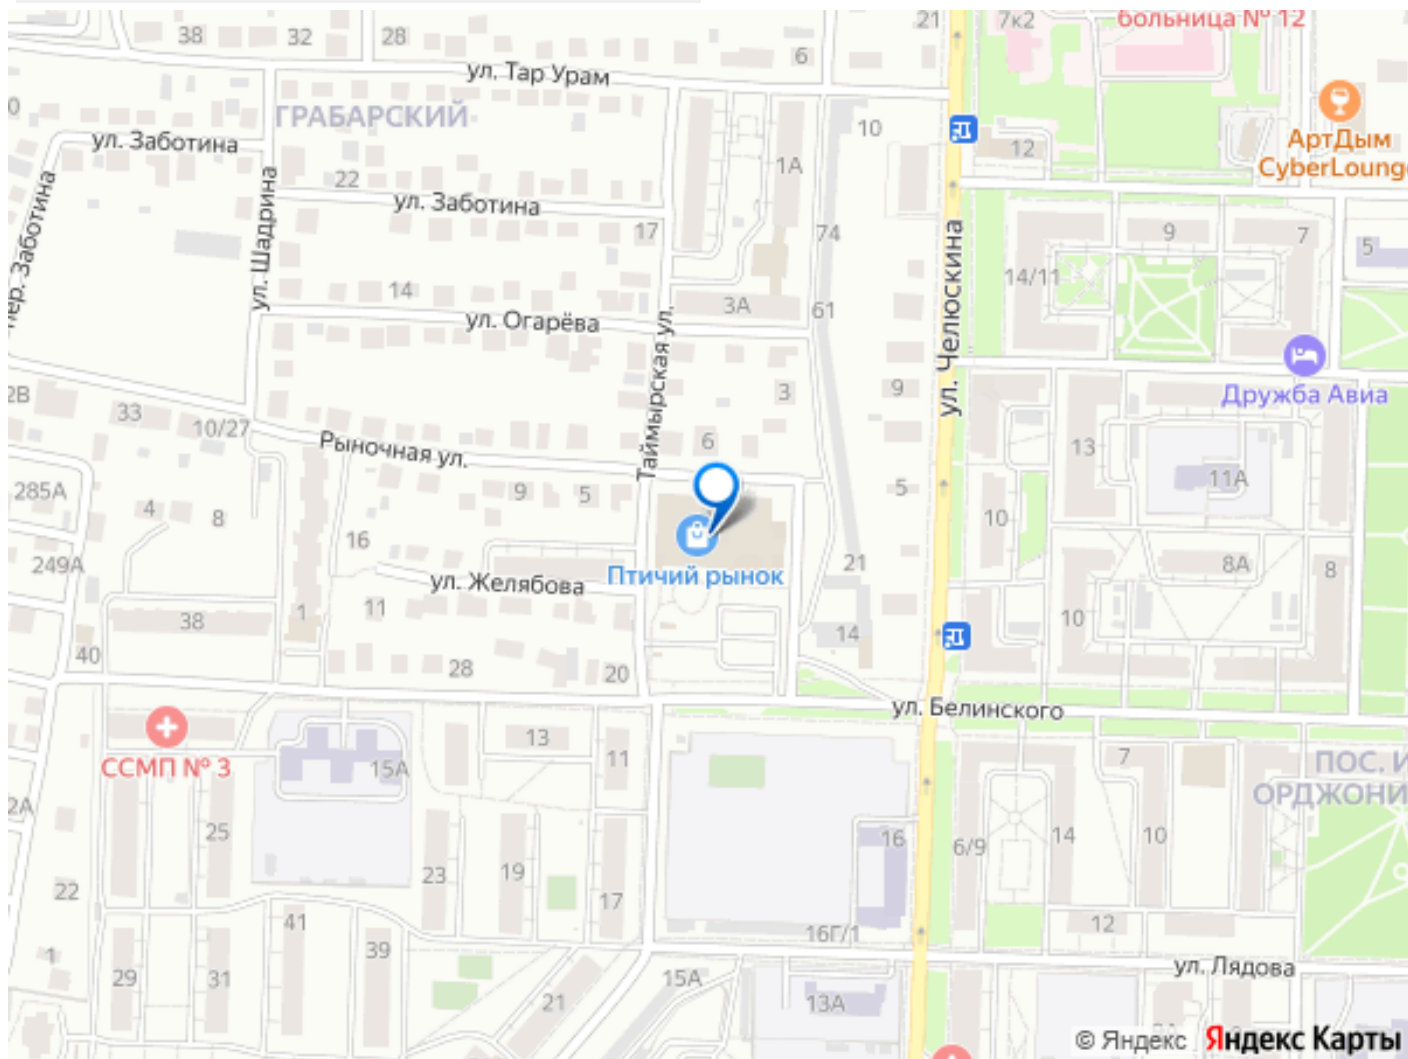 38
32
28
21
7к2
больница № 12
6
ул. Тар Урам
ГРАБАРСКИЙ
ул. Заботина
10
12
АртДым
CyberLounge
1А
22
ул. Заботина
17
74
9
7
5
пер. Заботина
ул. Шадрина
14
14/11
ул. Огарёва
3А
61
ул. Челюскина
Таймырская ул.
3
9
Дружба Авиа
2В
33
10/27
Рыночная ул.
6
13
11А
285А
4
8
9
5
5
10
16
249А
Птичий рынок
21
8А
8
ул. Желябова
11
1
38
14
10
40
28
20
ул. Белинского
13
11
7
ССМП № 3
15А
ПОС. И
ОРДЖОНИ
2А
25
16
6/9
14
10
23
19
22
17
41
12
16Г/1
39
1
29
31
21
15А
13А
ул. Лядова
© Яндекс
Яндекс Карты